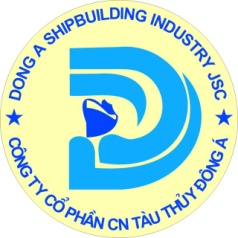 DONG A SHIPBUILDING INDUSTRY JSC
CÔNG TY CỔ PHẦN CN TÀU THỦY ĐÔNG Á